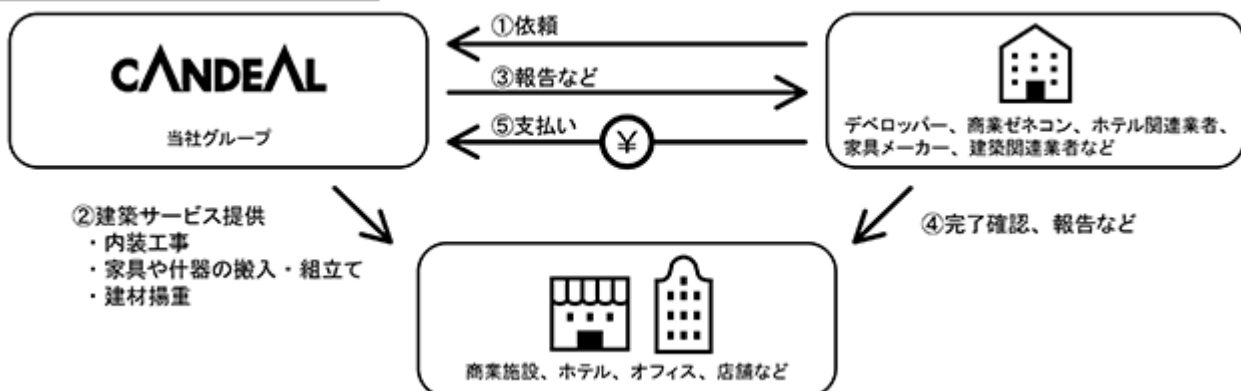 CANDEAL
当社グループ
①依頼
③報告など
⑤支払い
¥
デベロッパー、商業ゼネコン、ホテル関連業者、
家具メーカー、建築関連業者など
②建築サービス提供
・内装工事
・家具や什器の搬入・組立て
・建材揚重
④完了確認、報告など
商業施設、ホテル、オフィス、店舗など